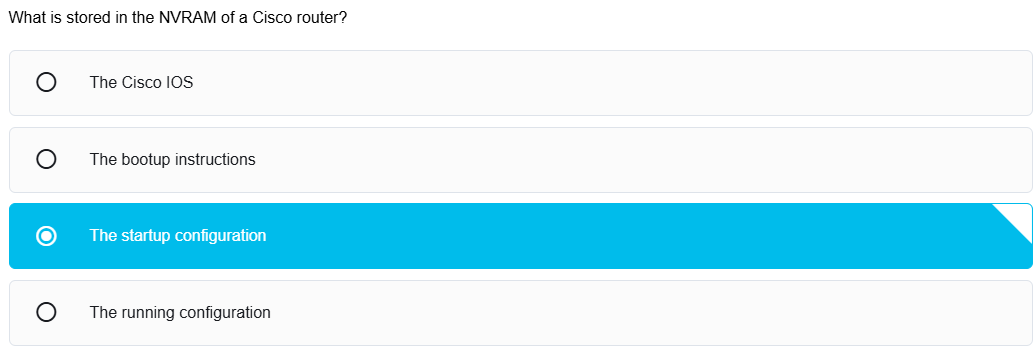 What is stored in the NVRAM of a Cisco router?
The Cisco IOS
The bootup instructions
The startup configuration
The running configuration